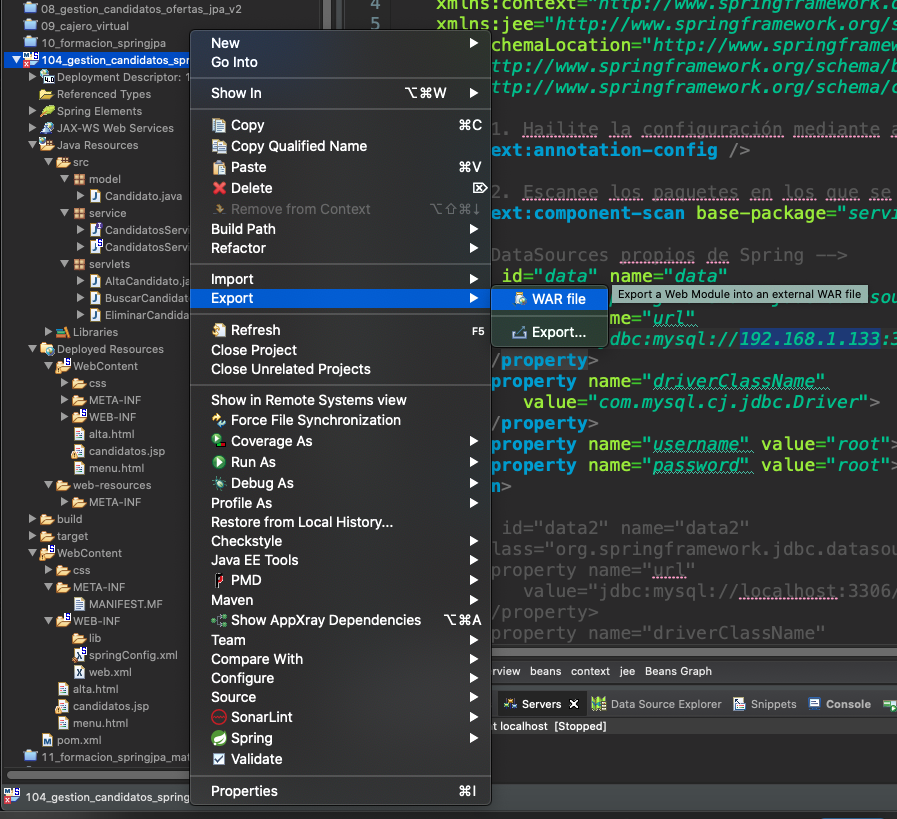 08_gestion_candidatos_ofertas_jpa_v2
09_cajero_virtual
10_formacion_springjpa
104_gestion_candidatos_spr
Deployment Descriptor: 1
Referenced Types
Spring Elements
JAX-WS Web Services
Java Resources
src
model
Candidato.java
service
CandidatosServi
CandidatosServi
servlets
AltaCandidato.ja
BuscarCandidat
EliminarCandida
Libraries
Deployed Resources
WebContent
css
META-INF
WEB-INF
alta.html
candidatos.jsp
menu.html
web-resources
META-INF
build
target
WebContent
css
META-INF
MANIFEST.MF
WEB-INF
lib
springConfig.xml
web.xml
alta.html
candidatos.jsp
menu.html
pom.xml
11_formacion_springjpa_mat
104_gestion_candidatos_spring
New
Go Into
Show In ⌥⌘W
Copy ⌘C
Copy Qualified Name
Paste ⌘V
Delete ⌦
Remove from Context ⌥⇧⌘↓
Build Path
Refactor
Import
Export
Refresh F5
Close Project
Close Unrelated Projects
Show in Remote Systems view
Force File Synchronization
Coverage As
Run As
Debug As
Profile As
Restore from Local History...
Checkstyle
Java EE Tools
PMD
Maven
Show AppXray Dependencies ⌥⌘A
Team
Compare With
Configure
Source
SonarLint
Spring
Validate
Properties ⌘I
WAR file
Export...
Export a Web Module into an external WAR file
4 xmlns:context="http://www.springframewor
5 xmlns:jee="http://www.springframework.org/s
chemaLocation="http://www.springframework
ttp://www.springframework.org/schema/b
ttp://www.springframework.org/schema/c
1. Hailite la configuración mediante a
ext:annotation-config />
2. Escanee los paquetes en los que se
ext:component-scan base-package="servi
DataSources propios de Spring -->
id="data" name="data"
sou
me="url"
dbc:mysql://192.168.1.133:3
/property>
property name="driverClassName"
value="com.mysql.cj.jdbc.Driver">
/property>
property name="username" value="root">
property name="password" value="root">
n>
id="data2" name="data2"
lass="org.springframework.jdbc.datasou
property name="url"
value="jdbc:mysql://localhost:3306/
/property>
property name="driverClassName"
rview beans context jee Beans Graph
Servers Data Source Explorer Snippets Console
t localhost [Stopped]